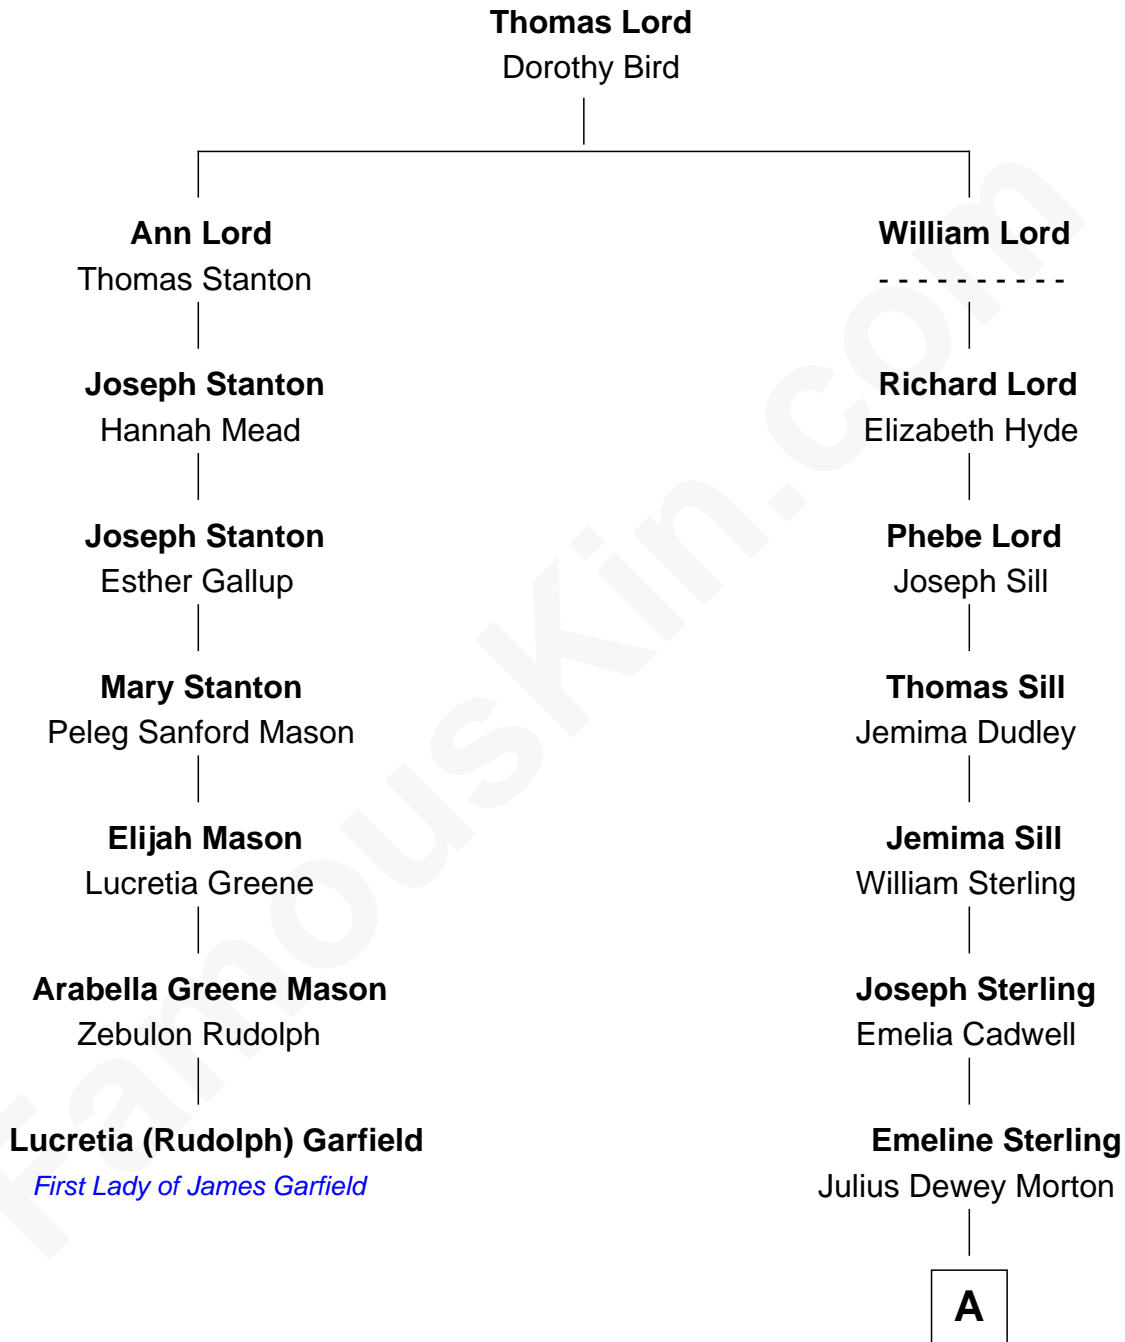 Thomas Lord
Dorothy Bird
Ann Lord
Thomas Stanton
William Lord
- - - - - - - - - -
Joseph Stanton
Hannah Mead
Richard Lord
Elizabeth Hyde
Joseph Stanton
Esther Gallup
Phebe Lord
Joseph Sill
Mary Stanton
Peleg Sanford Mason
Thomas Sill
Jemima Dudley
Elijah Mason
Lucretia Greene
Jemima Sill
William Sterling
Arabella Greene Mason
Zebulon Rudolph
Joseph Sterling
Emelia Cadwell
Lucretia (Rudolph) Garfield
First Lady of James Garfield
Emeline Sterling
Julius Dewey Morton
A
FamousKin.com